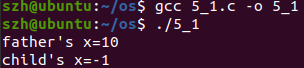 szh@ubuntu:~/os$ gcc 5_1.c -o 5_1
szh@ubuntu:~/os$ ./5_1
father's x=10
child's x=-1